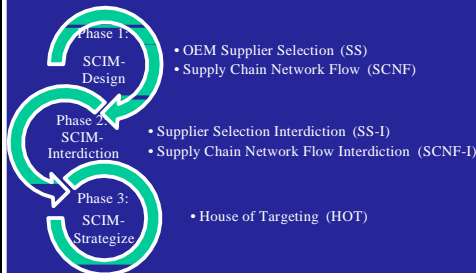 Phase 1:
SCIM-
Design
• OEM Supplier Selection (SS)
• Supply Chain Network Flow (SCNF)
Phase 2:
SCIM-
Interdiction
• Supplier Selection Interdiction (SS-I)
• Supply Chain Network Flow Interdiction (SCNF-I)
Phase 3:
SCIM-
Strategize
• House of Targeting (HOT)